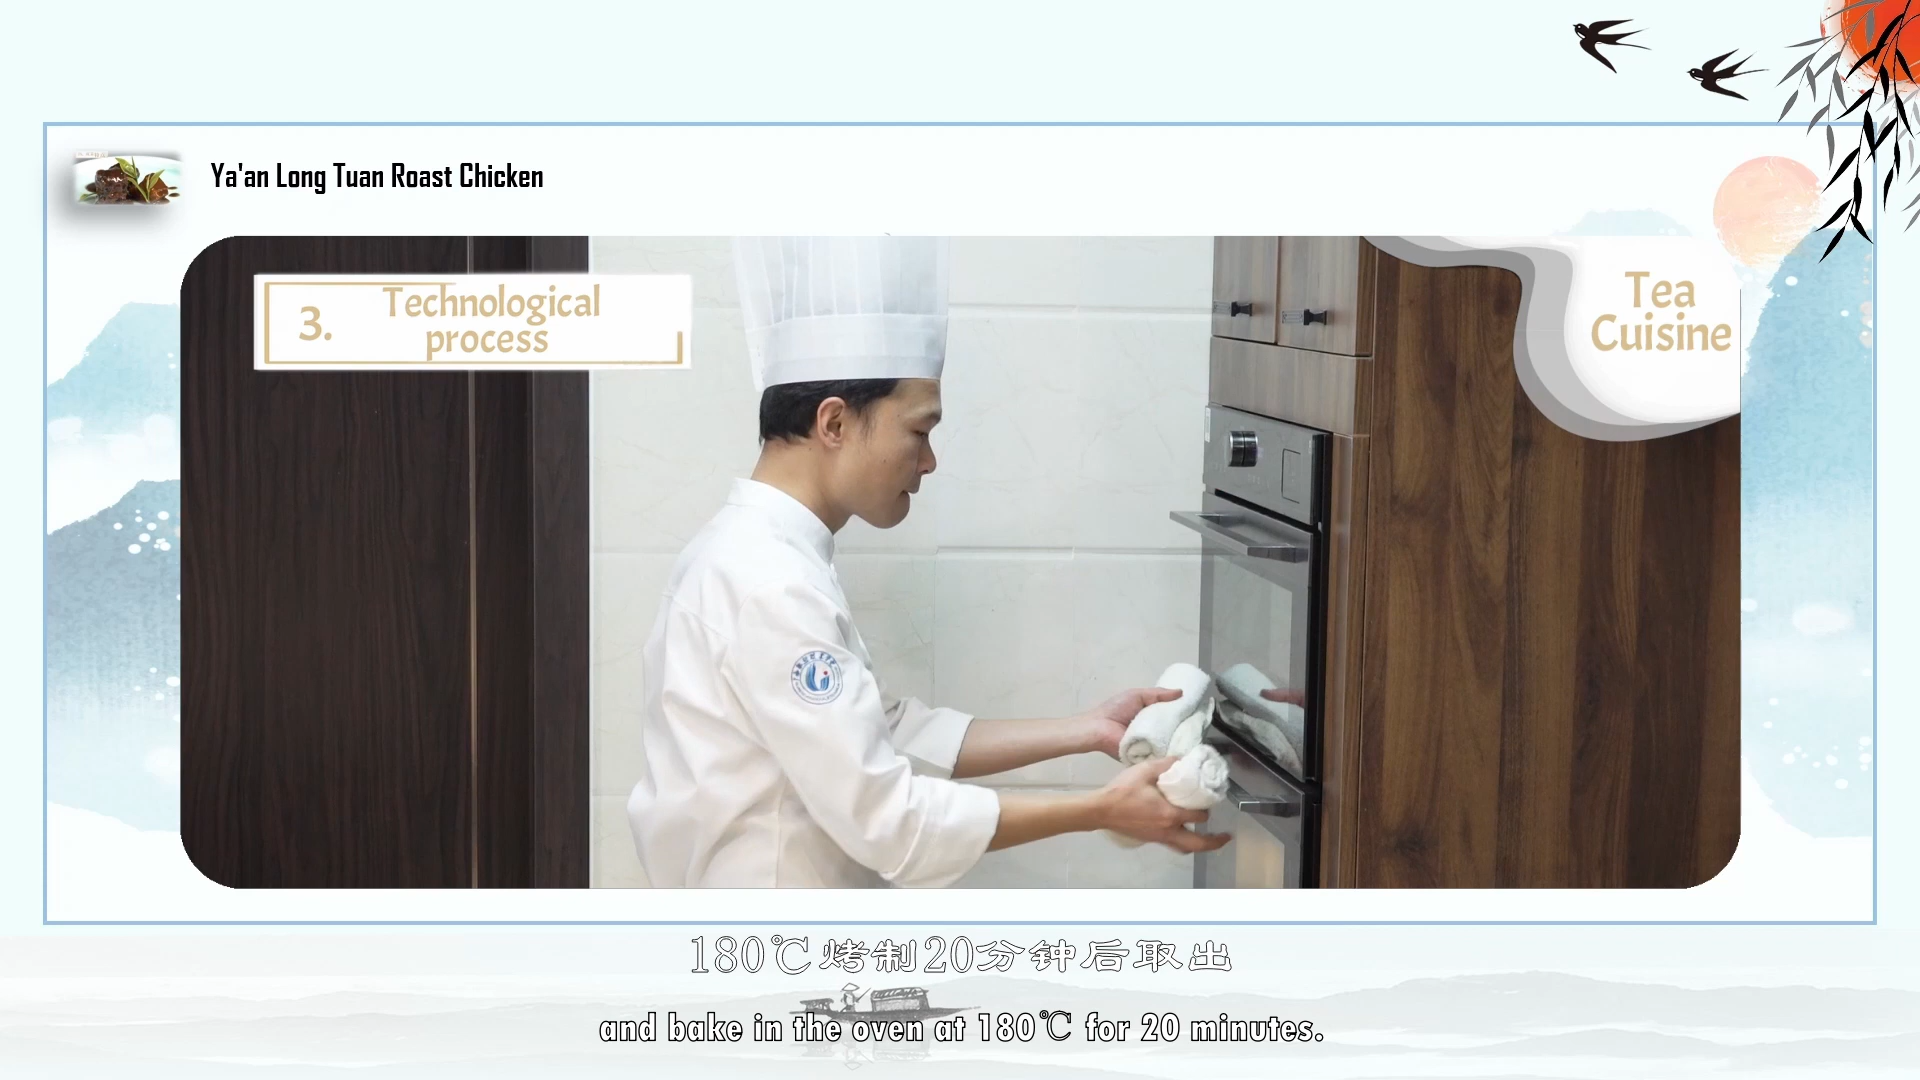 Ya'an Long Tuan Roast Chicken
3.
Technological
process
Tea
Cuisine
180℃烤制20分钟后取出
and bake in the oven at 180℃ for 20 minutes.